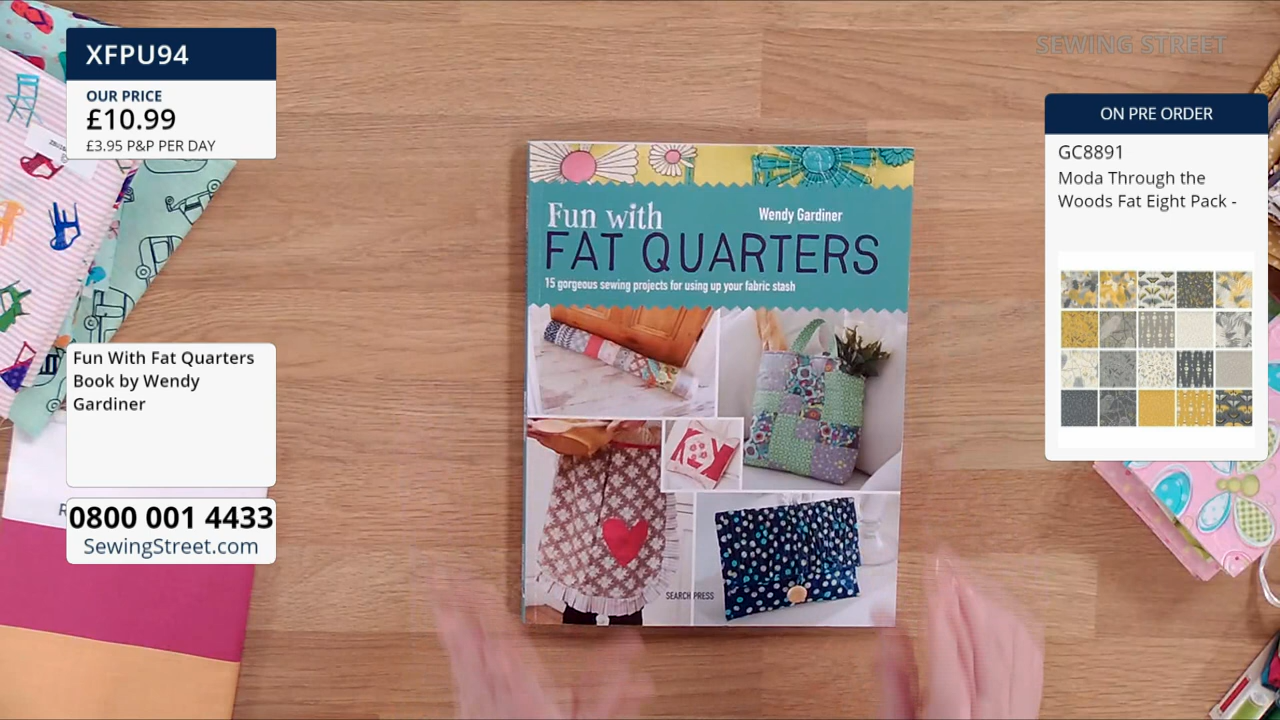 XFPU94
OUR PRICE
£10.99
£3.95 P&P PER DAY
Fun With Fat Quarters
Book by Wendy
Gardiner
0800 001 4433
SewingStreet.com
Fun with
Wendy Gardiner
FAT QUARTERS
15 gorgeous sewing projects for using up your fabric stash
SEARCH PRESS
SEWING STREET
ON PRE ORDER
GC8891
Moda Through the
Woods Fat Eight Pack -